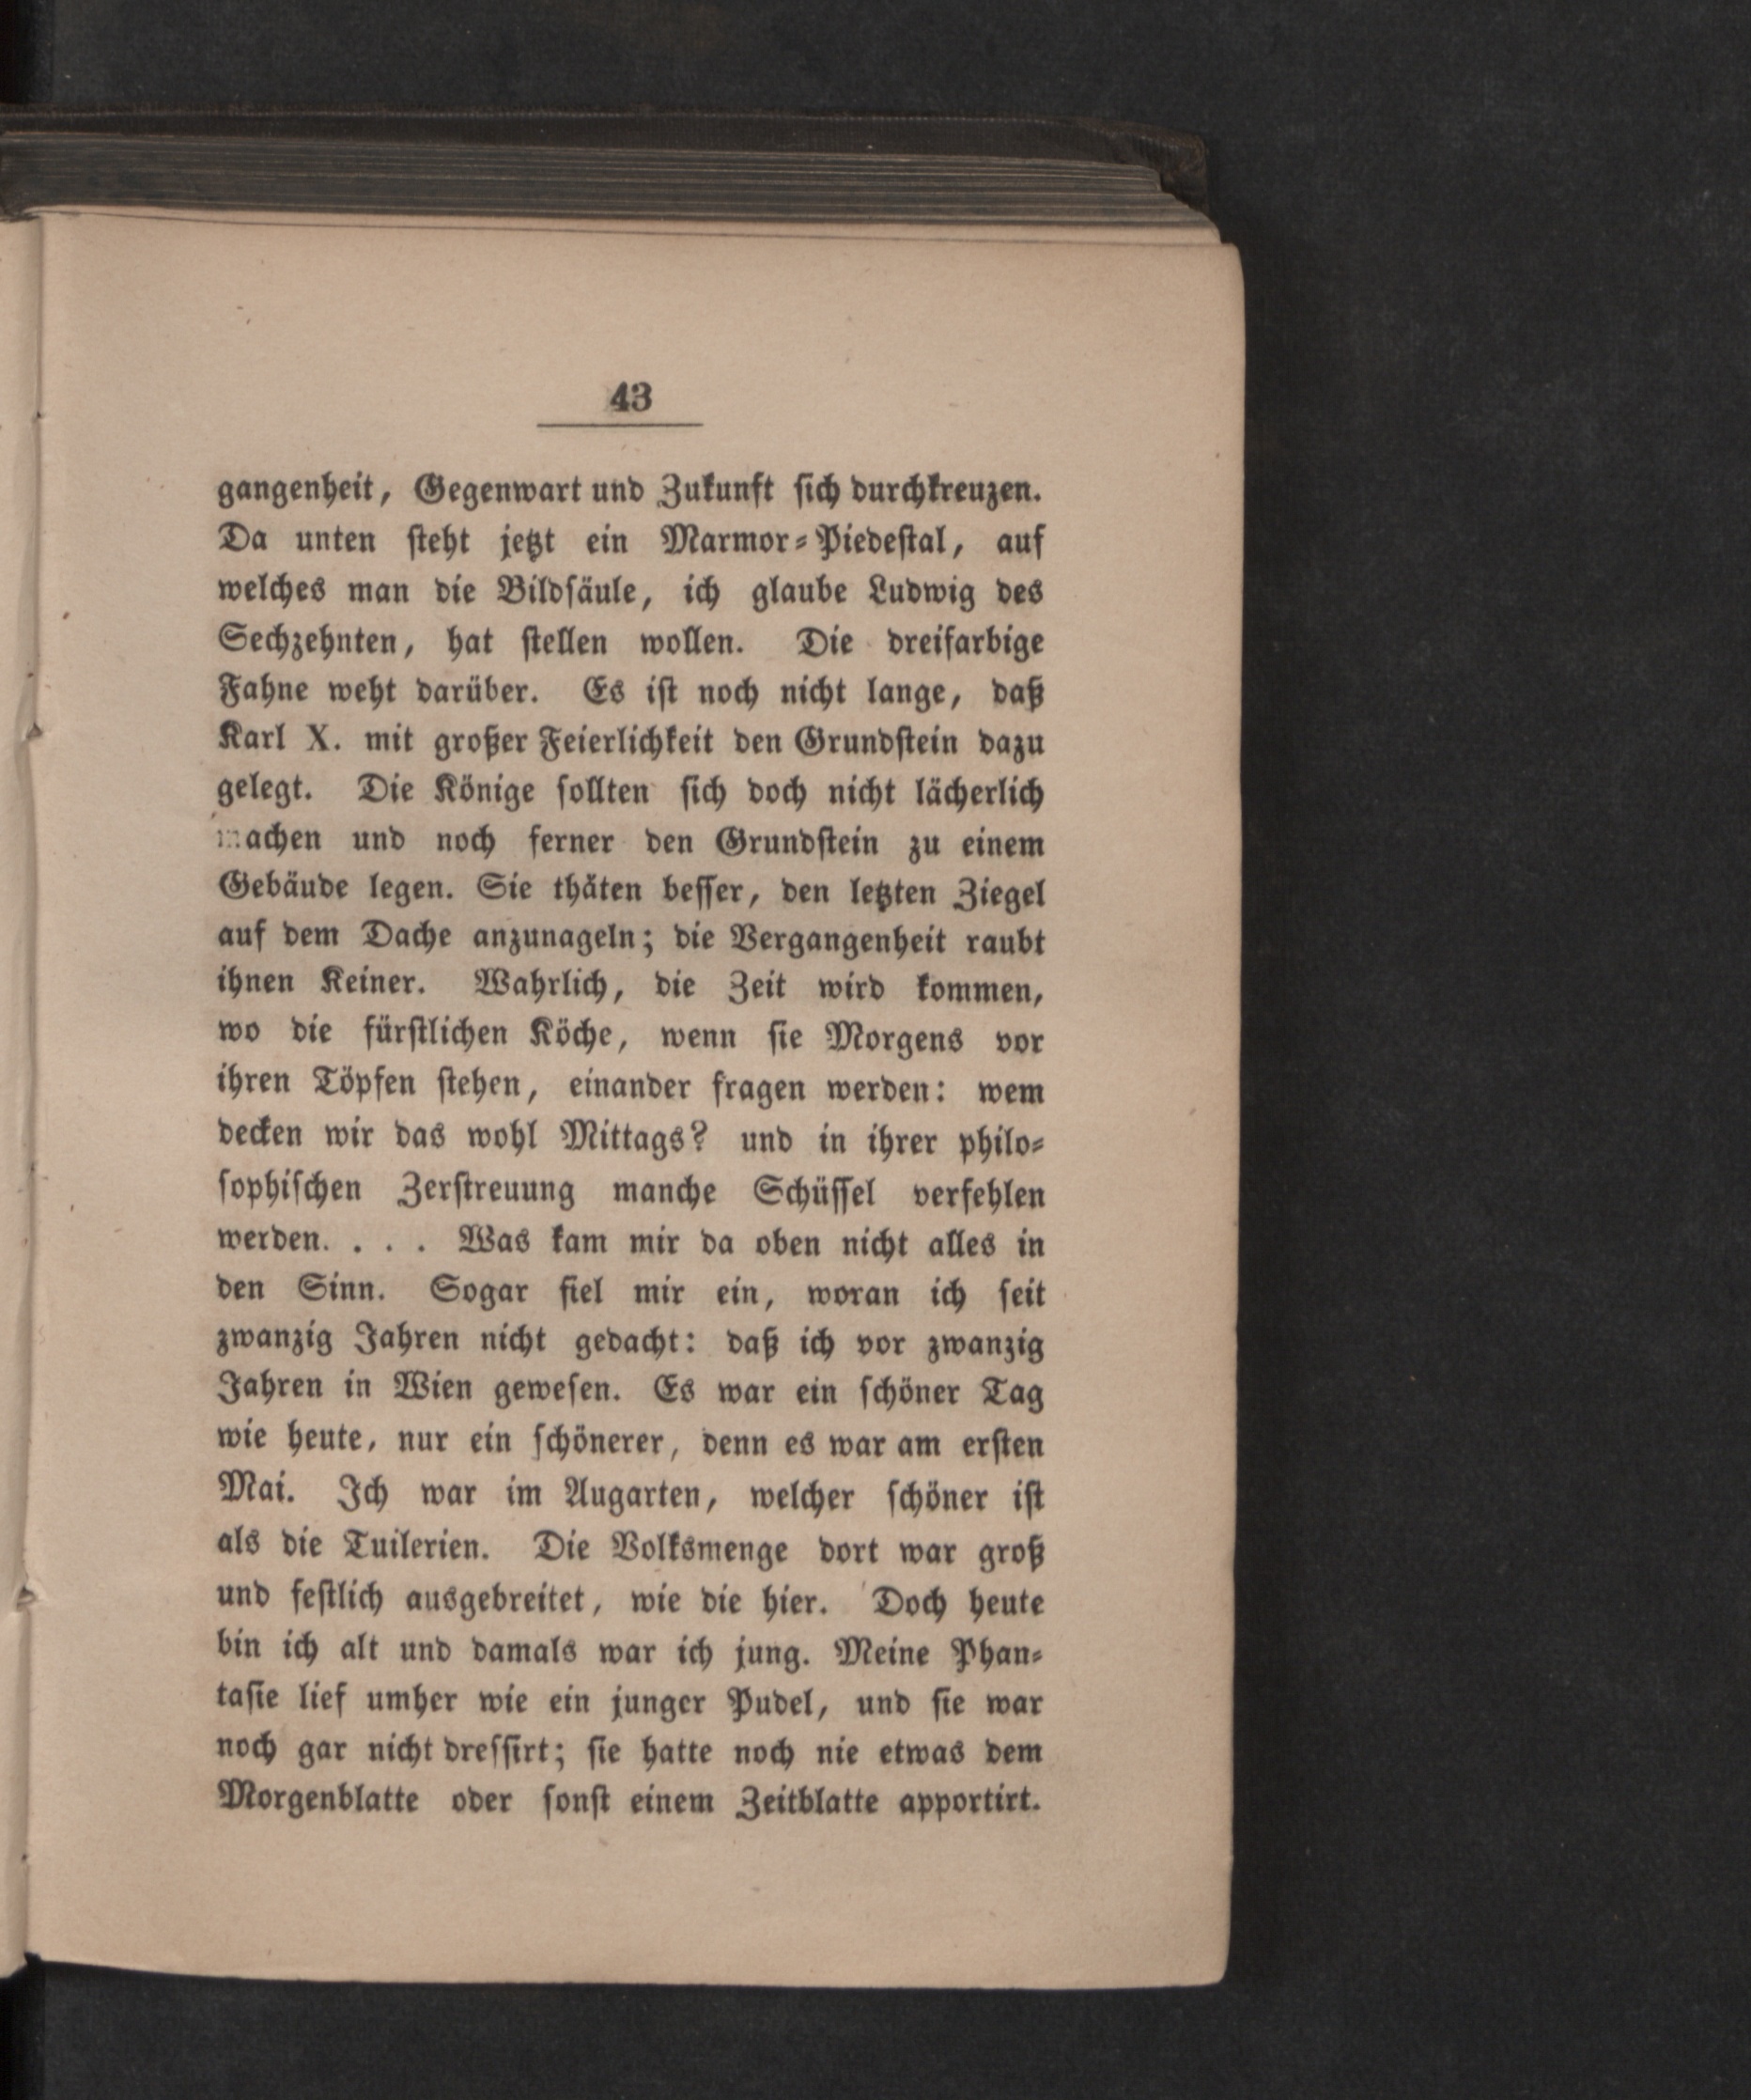 43
gangenheit, Gegenwart und Zukunft ſich durchkreuzen.
Da unten ſteht jetzt ein Marmor-Piedeſtal, auf
welches man die Bildſäule, ich glaube Ludwig des
Sechzehnten, hat ſtellen wollen. Die dreifarbige
Fahne weht darüber. Es iſt noch nicht lange, daß
Karl X. mit großer Feierlichkeit den Grundſtein dazu
gelegt. Die Könige ſollten ſich doch nicht lächerlich
machen und noch ferner den Grundſtein zu einem
Gebäude legen. Sie thäten beſſer, den letzten Ziegel
auf dem Dache anzunageln; die Vergangenheit raubt
ihnen Keiner. Wahrlich, die Zeit wird kommen,
wo die fürſtlichen Köche, wenn ſie Morgens vor
ihren Töpfen ſtehen, einander fragen werden: wem
decken wir das wohl Mittags? und in ihrer philo-
ſophiſchen Zerſtreuung manche Schüſſel verfehlen
werden. . . . Was kam mir da oben nicht alles in
den Sinn. Sogar fiel mir ein, woran ich ſeit
zwanzig Jahren nicht gedacht: daß ich vor zwanzig
Jahren in Wien geweſen. Es war ein ſchöner Tag
wie heute, nur ein ſchönerer, denn es war am erſten
Mai. Ich war im Augarten, welcher ſchöner iſt
als die Tuilerien. Die Volksmenge dort war groß
und feſtlich ausgebreitet, wie die hier. Doch heute
bin ich alt und damals war ich jung. Meine Phan-
taſie lief umher wie ein junger Pudel, und ſie war
noch gar nicht dreſſirt; ſie hatte noch nie etwas dem
Morgenblatte oder ſonſt einem Zeitblatte apportirt.